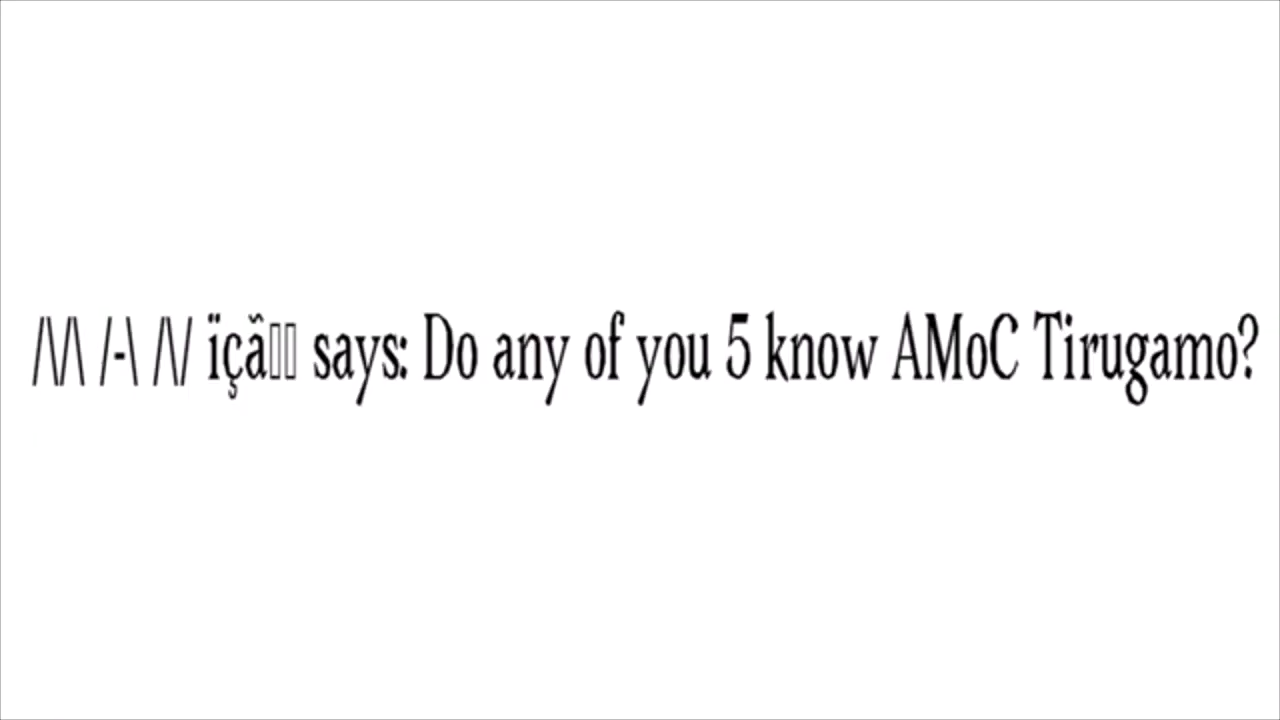 /\/\ /-\ /\/ ïçâ▯▯ says: Do any of you 5 know AMoC Tirugamo?